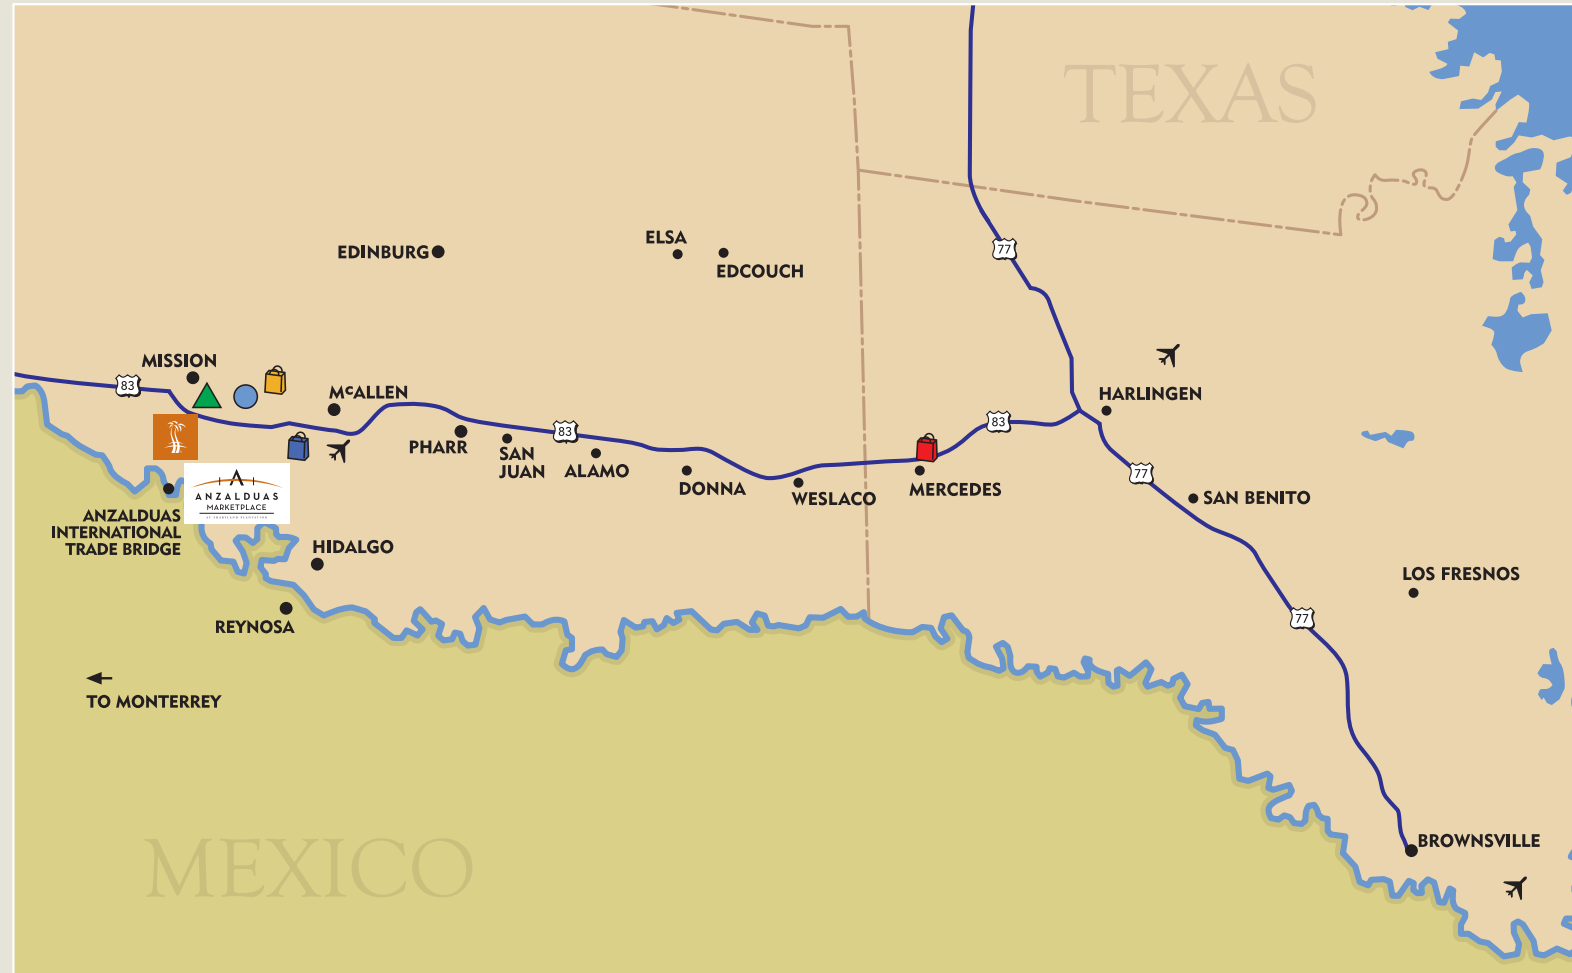 TEXAS
77
ELSA
EDINBURG
EDCOUCH
MISSION
83
McALLEN
HARLINGEN
83
83
PHARR
SAN
JUAN
ALAMO
DONNA
WESLACO
MERCEDES
77
SAN BENITO
ANZALDUAS
MARKETPLACE
ANZALDUAS
INTERNATIONAL
TRADE BRIDGE
HIDALGO
LOS FRESNOS
77
REYNOSA
TO MONTERREY
BROWNSVILLE
MEXICO